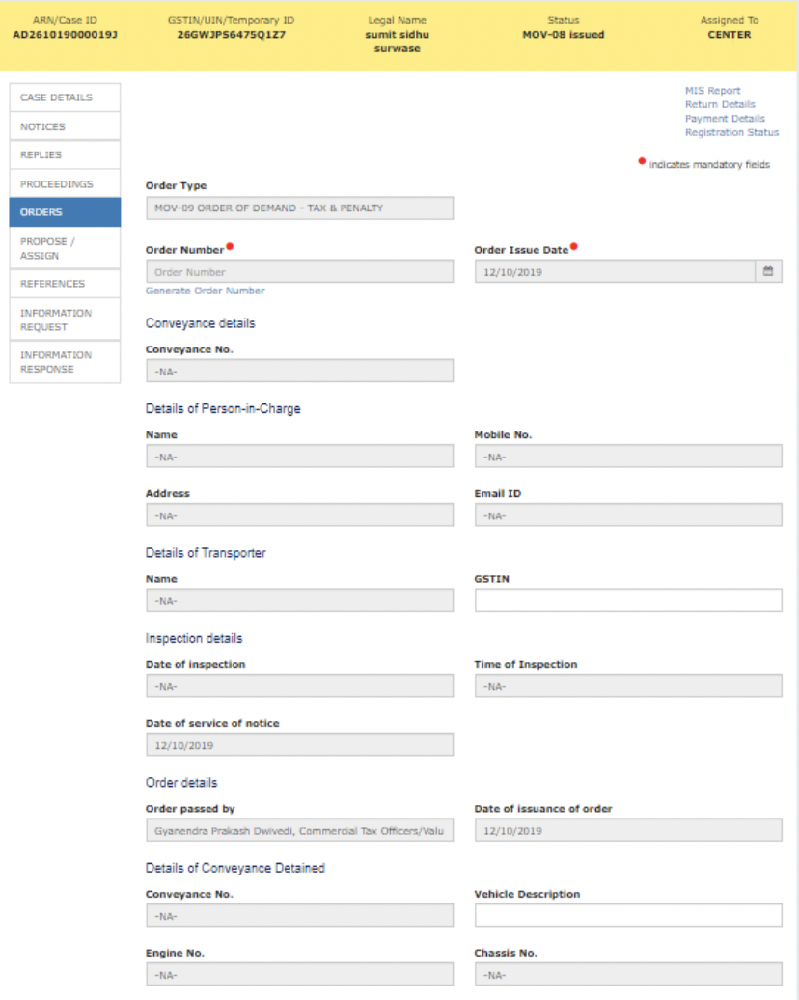 ARN/Case ID
AD261019000019J
GSTIN/UIN/Temporary ID
26GWJPS6475Q1Z7
Legal Name
sumit sidhu
surwase
Status
MOV-08 issued
Assigned To
CENTER
CASE DETAILS
NOTICES
REPLIES
PROCEEDINGS
ORDERS
PROPOSE /
ASSIGN
REFERENCES
INFORMATION
REQUEST
INFORMATION
RESPONSE
MIS Report
Return Details
Payment Details
Registration Status
indicates mandatory fields
Order Type
MOV-09 ORDER OF DEMAND - TAX & PENALTY
Order Number
Order Number
Generate Order Number
Order Issue Date
12/10/2019
Conveyance details
Conveyance No.
-NA-
Details of Person-in-Charge
Name
-NA-
Mobile No.
-NA-
Address
-NA-
Email ID
-NA-
Details of Transporter
Name
-NA-
GSTIN
Inspection details
Date of inspection
-NA-
Time of Inspection
-NA-
Date of service of notice
12/10/2019
Order details
Order passed by
Gyanendra Prakash Dwivedi, Commercial Tax Officers/Valu
Date of issuance of order
12/10/2019
Details of Conveyance Detained
Conveyance No.
-NA-
Vehicle Description
Engine No.
-NA-
Chassis No.
-NA-